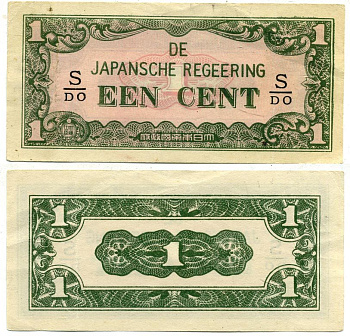 1 1
DE
JAPANSCHE REGEERING
S S
DO DO
EEN CENT
1 1
府政國帝本日大
1 1
1
1 1